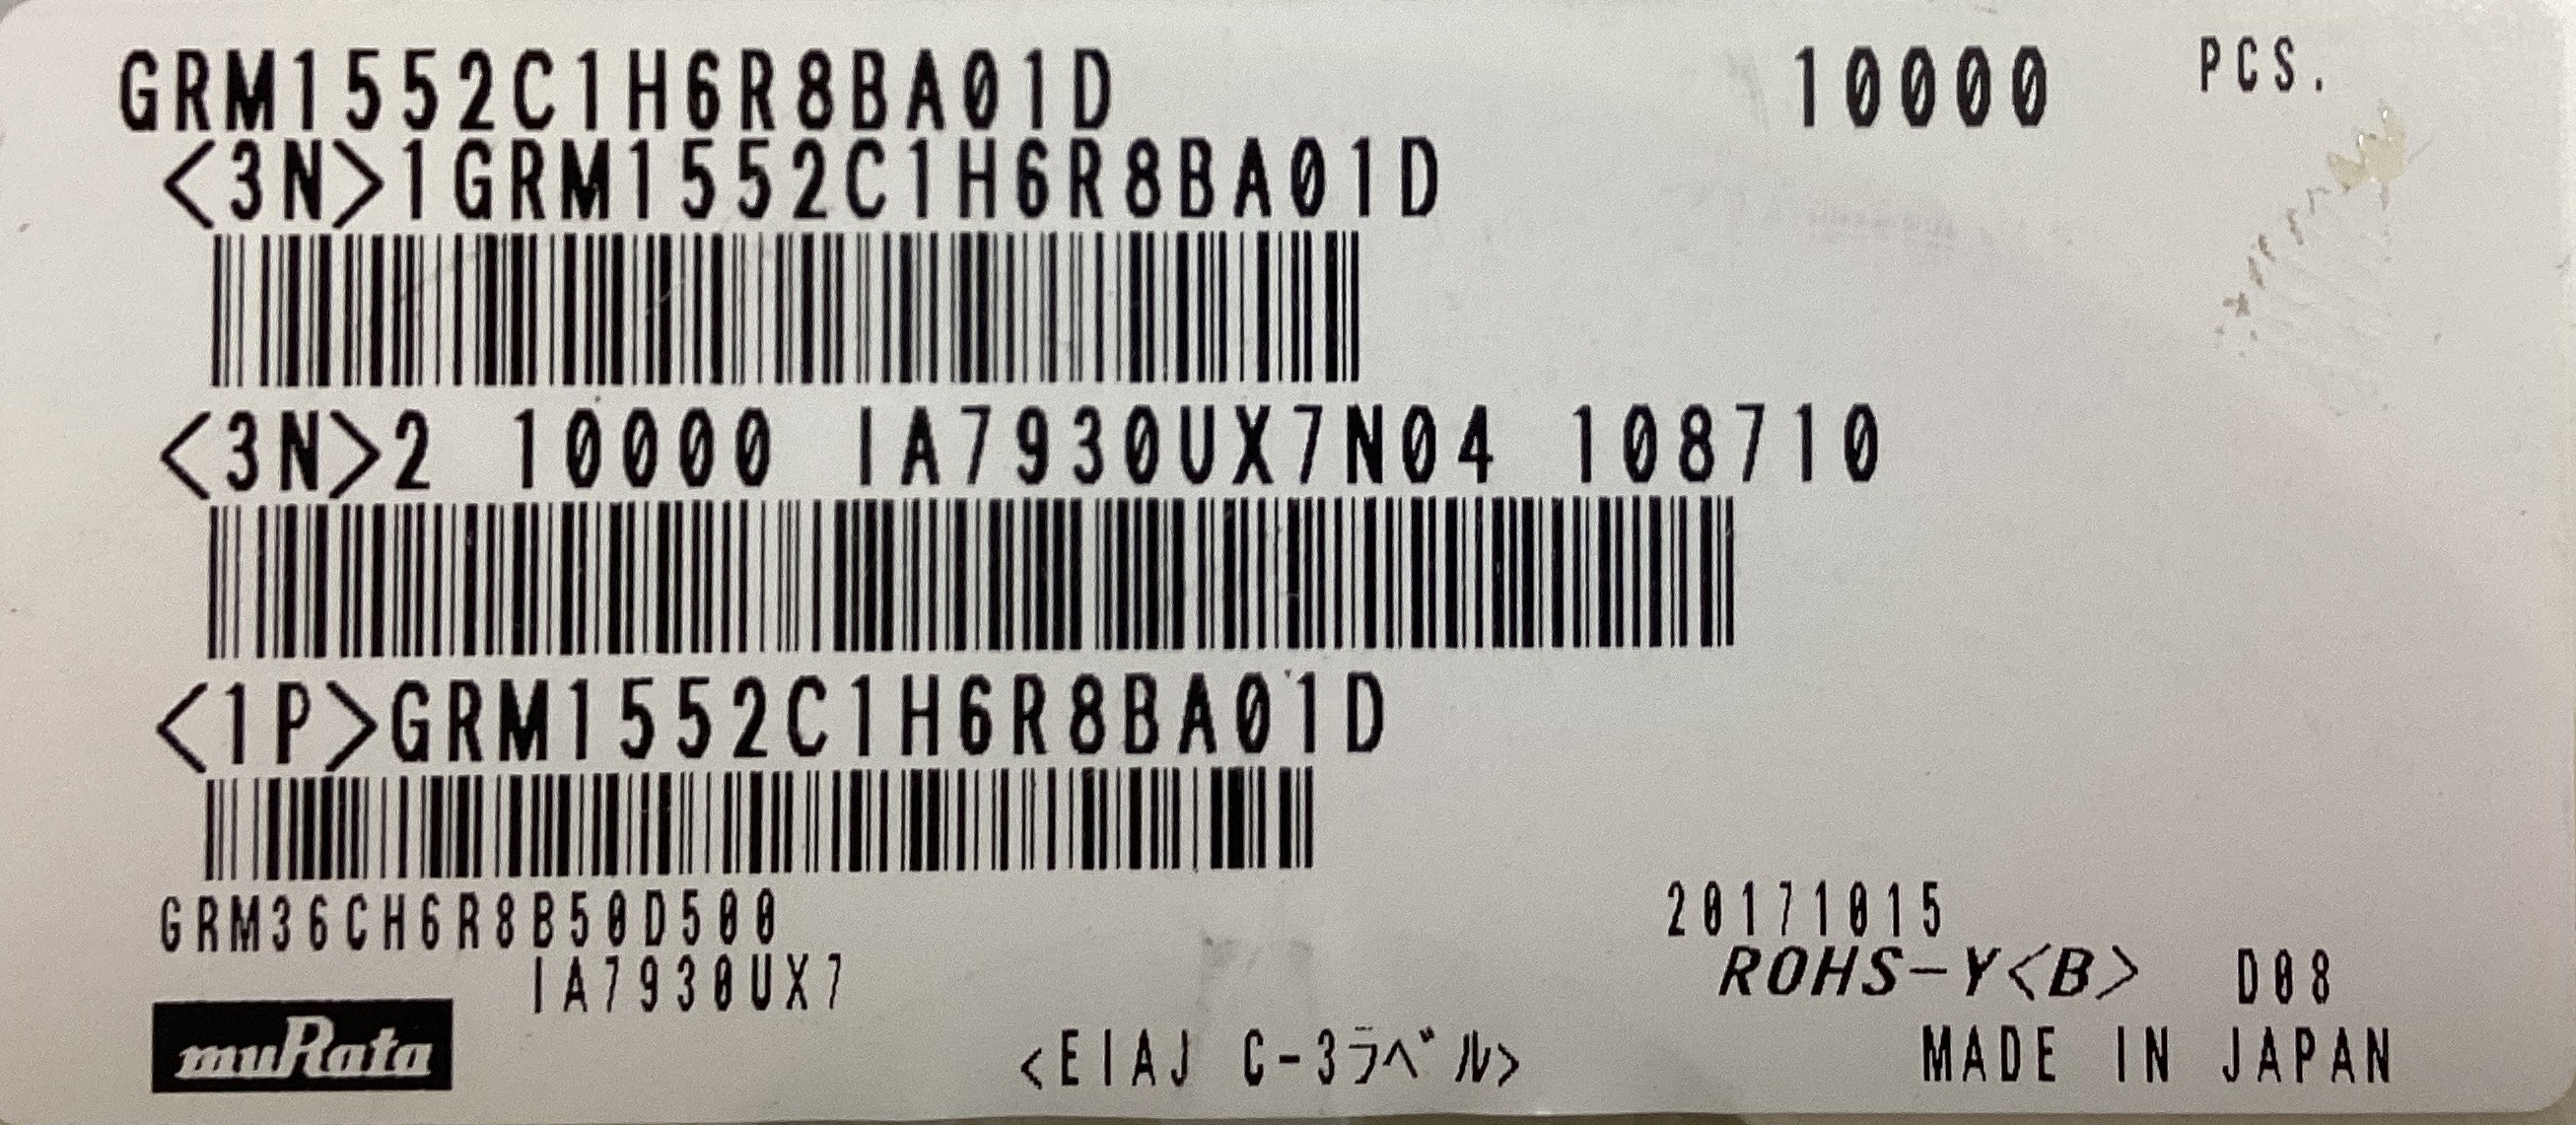 GRM1552C1H6R8BA01D 10000 PCS.
<3N>1GRM1552C1H6R8BA01D
<3N>2 10000 IA7930UX7N04 108710
<1P>GRM1552C1H6R8BA01D
GRM36CH6R8B50D500 20171015
IA7930UX7 ROHS-Y<B> D08
muRata <EIAJ C-3ラベル> MADE IN JAPAN